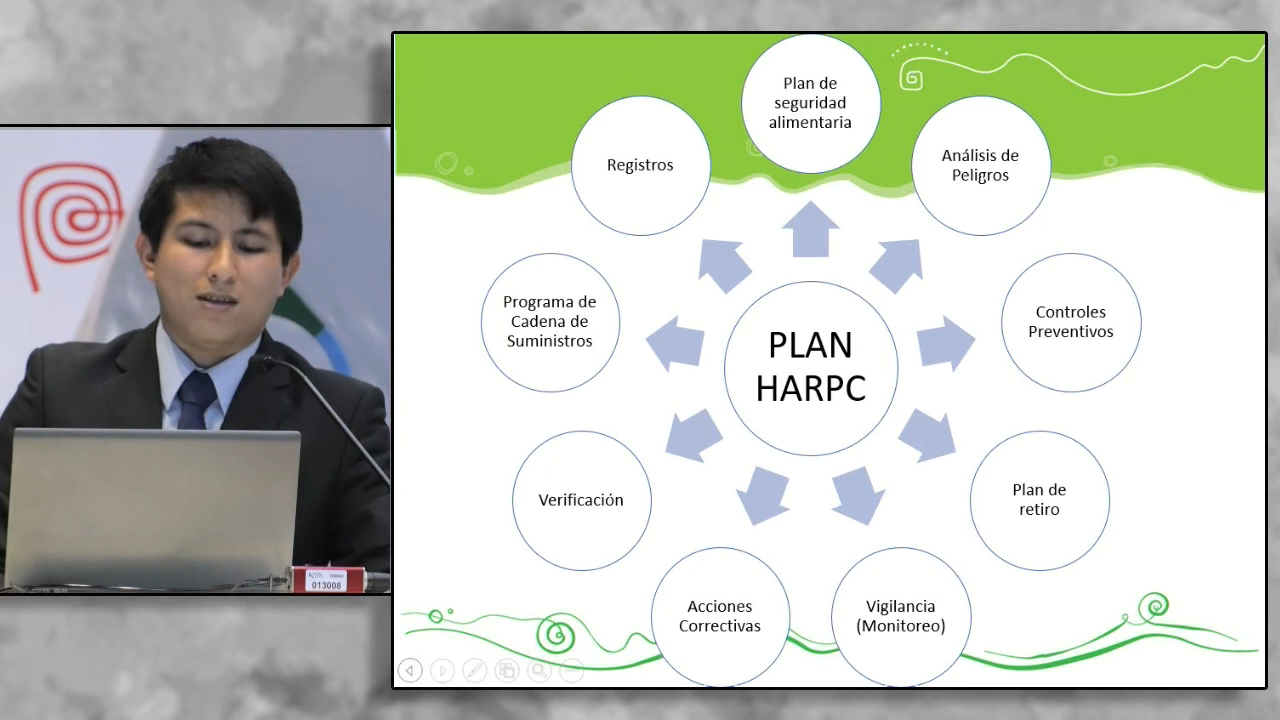 Plan de
seguridad
alimentaria
Análisis de
Peligros
Controles
Preventivos
Plan de
retiro
Vigilancia
(Monitoreo)
Acciones
Correctivas
Verificación
Programa de
Cadena de
Suministros
Registros
PLAN
HARPC
013008